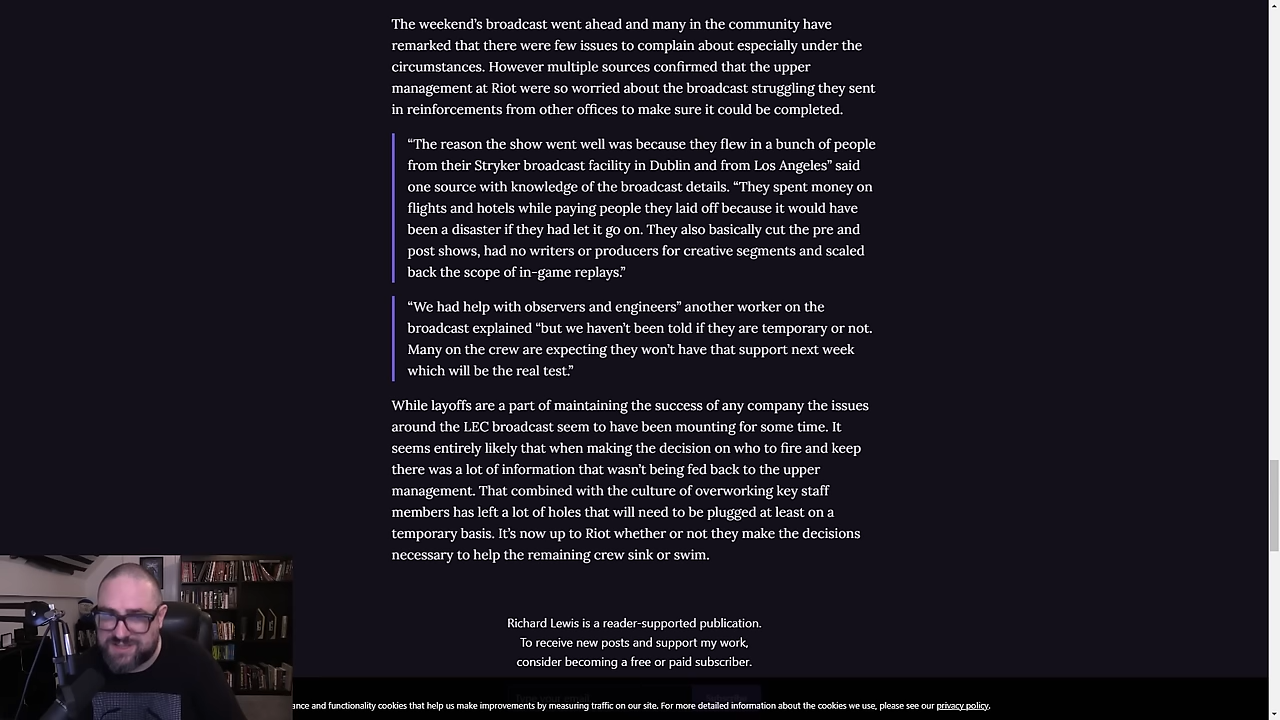 The weekend’s broadcast went ahead and many in the community have
remarked that there were few issues to complain about especially under the
circumstances. However multiple sources confirmed that the upper
management at Riot were so worried about the broadcast struggling they sent
in reinforcements from other offices to make sure it could be completed.
“The reason the show went well was because they flew in a bunch of people
from their Stryker broadcast facility in Dublin and from Los Angeles” said
one source with knowledge of the broadcast details. “They spent money on
flights and hotels while paying people they laid off because it would have
been a disaster if they had let it go on. They also basically cut the pre and
post shows, had no writers or producers for creative segments and scaled
back the scope of in-game replays.”
“We had help with observers and engineers” another worker on the
broadcast explained “but we haven’t been told if they are temporary or not.
Many on the crew are expecting they won’t have that support next week
which will be the real test.”
While layoffs are a part of maintaining the success of any company the issues
around the LEC broadcast seem to have been mounting for some time. It
seems entirely likely that when making the decision on who to fire and keep
there was a lot of information that wasn’t being fed back to the upper
management. That combined with the culture of overworking key staff
members has left a lot of holes that will need to be plugged at least on a
temporary basis. It’s now up to Riot whether or not they make the decisions
necessary to help the remaining crew sink or swim.
Richard Lewis is a reader-supported publication.
To receive new posts and support my work,
consider becoming a free or paid subscriber.
and functionality cookies that help us make improvements by measuring traffic on our site. For more detailed information about the cookies we use, please see our privacy policy.